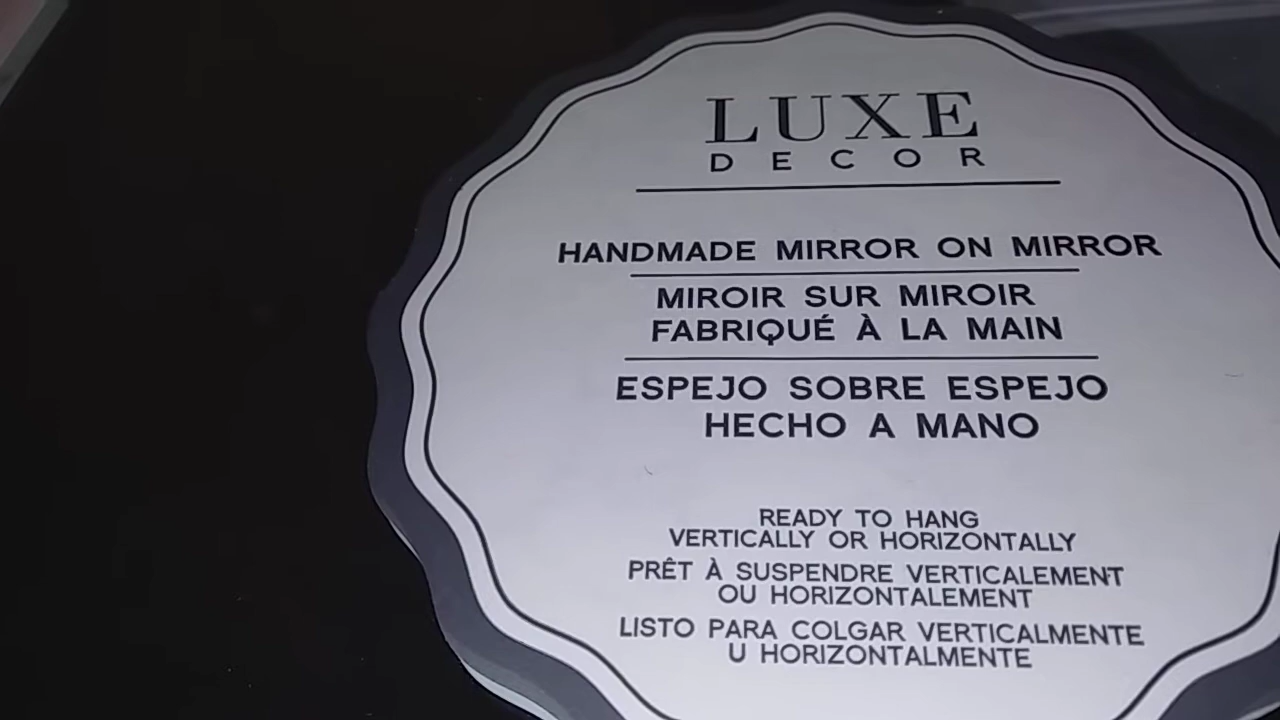 LUXE
DECOR
HANDMADE MIRROR ON MIRROR
MIROIR SUR MIROIR
FABRIQUÉ À LA MAIN
ESPEJO SOBRE ESPEJO
HECHO A MANO
READY TO HANG
VERTICALLY OR HORIZONTALLY
PRÊT À SUSPENDRE VERTICALEMENT
OU HORIZONTALEMENT
LISTO PARA COLGAR VERTICALMENTE
U HORIZONTALMENTE